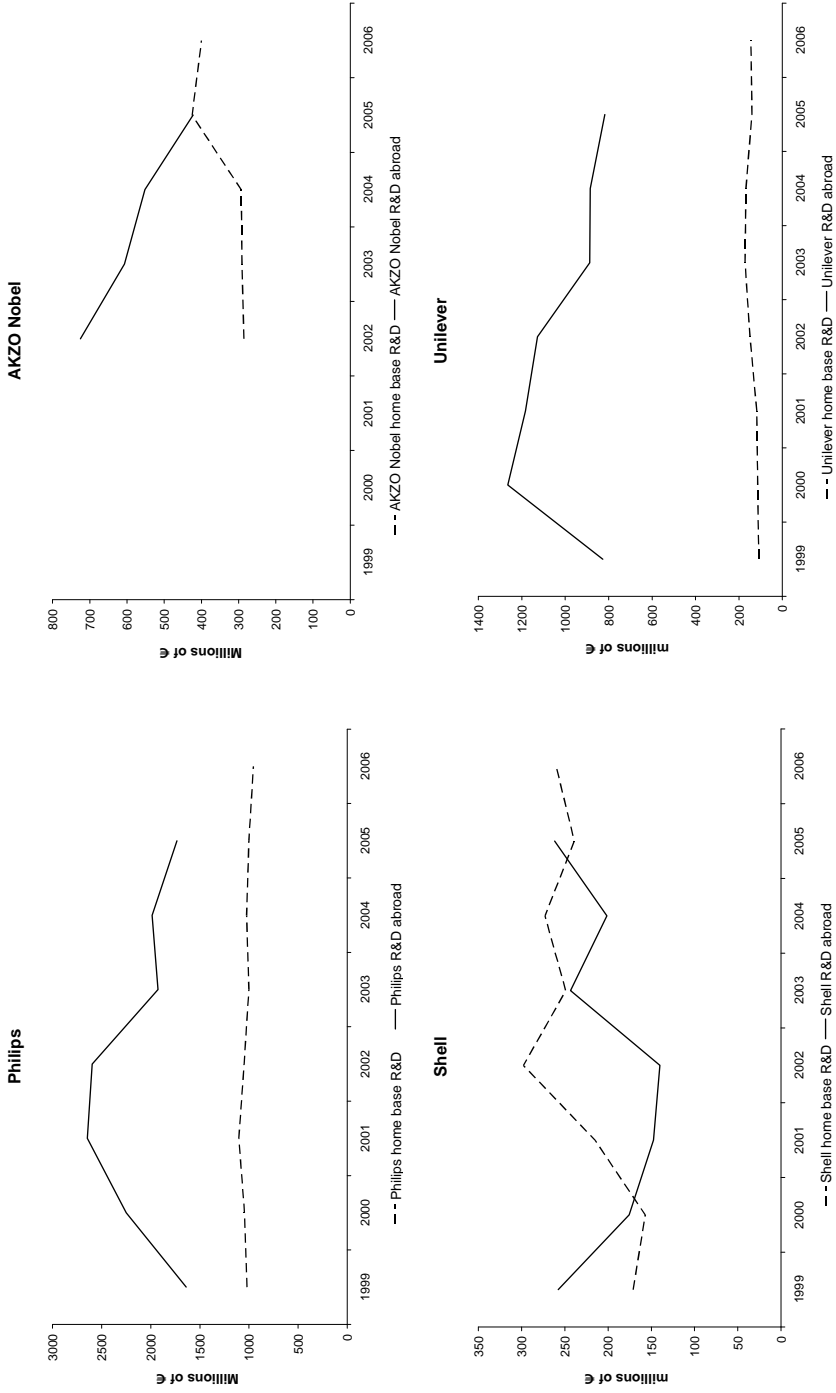 Philips
Millions of €
3000
2500
2000
1500
1000
500
0
1999 2000 2001 2002 2003 2004 2005 2006
Philips home base R&D Philips R&D abroad
AKZO Nobel
Millions of €
800
700
600
500
400
300
200
100
0
1999 2000 2001 2002 2003 2004 2005 2006
AKZO Nobel home base R&D AKZO Nobel R&D abroad
Shell
millions of €
350
300
250
200
150
100
50
0
1999 2000 2001 2002 2003 2004 2005 2006
Shell home base R&D Shell R&D abroad
Unilever
millions of €
1400
1200
1000
800
600
400
200
0
1999 2000 2001 2002 2003 2004 2005 2006
Unilever home base R&D Unilever R&D abroad